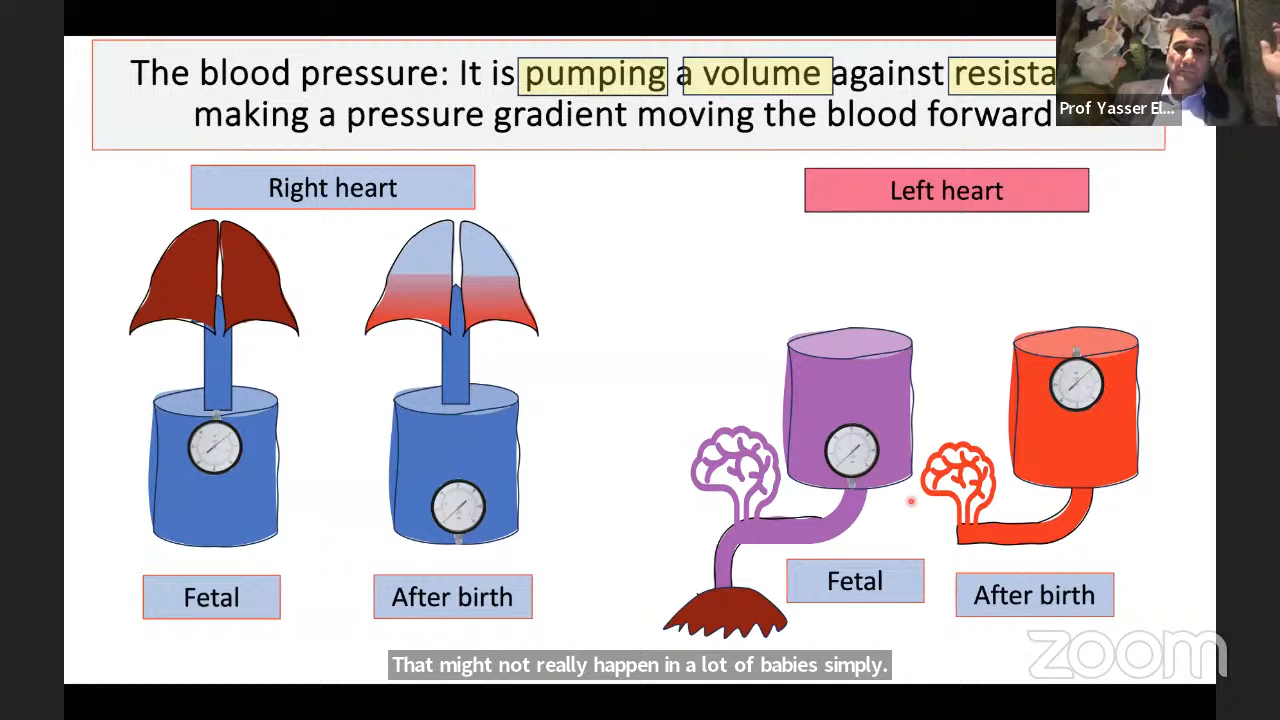 The blood pressure: It is pumping a volume against resista
making a pressure gradient moving the blood forward
Prof Yasser El...
Right heart
Left heart
Fetal
After birth
Fetal
After birth
That might not really happen in a lot of babies simply.
zoom